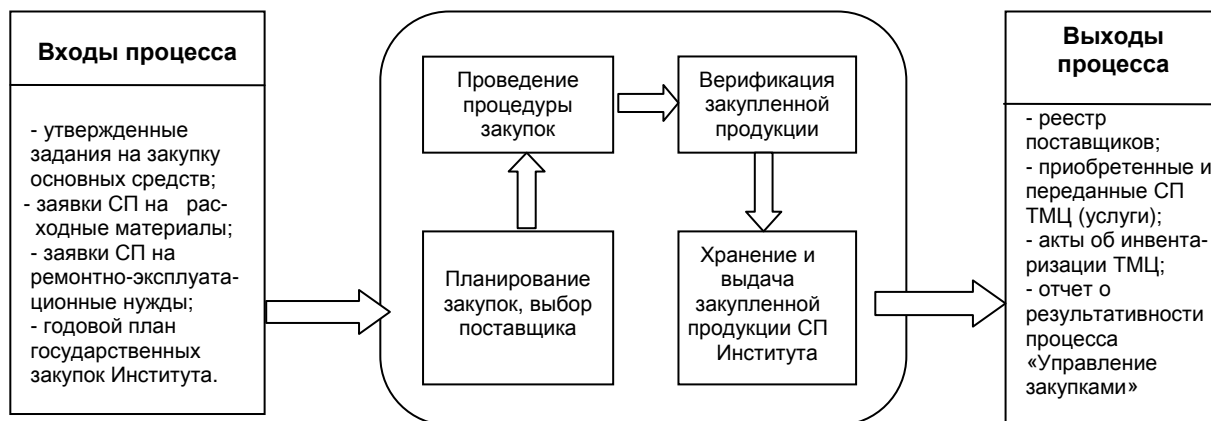 Входы процесса
- утвержденные
задания на закупку
основных средств;
- заявки СП на рас-
ходные материалы;
- заявки СП на
ремонтно-эксплуата-
ционные нужды;
- годовой план
государственных
закупок Института.
Проведение
процедуры
закупок
Верификация
закупленной
продукции
Планирование
закупок, выбор
поставщика
Хранение и
выдача
закупленной
продукции СП
Института
Выходы
процесса
- реестр
поставщиков;
- приобретенные и
переданные СП
ТМЦ (услуги);
- акты об инвента-
ризации ТМЦ;
- отчет о
результативности
процесса
«Управление
закупками»